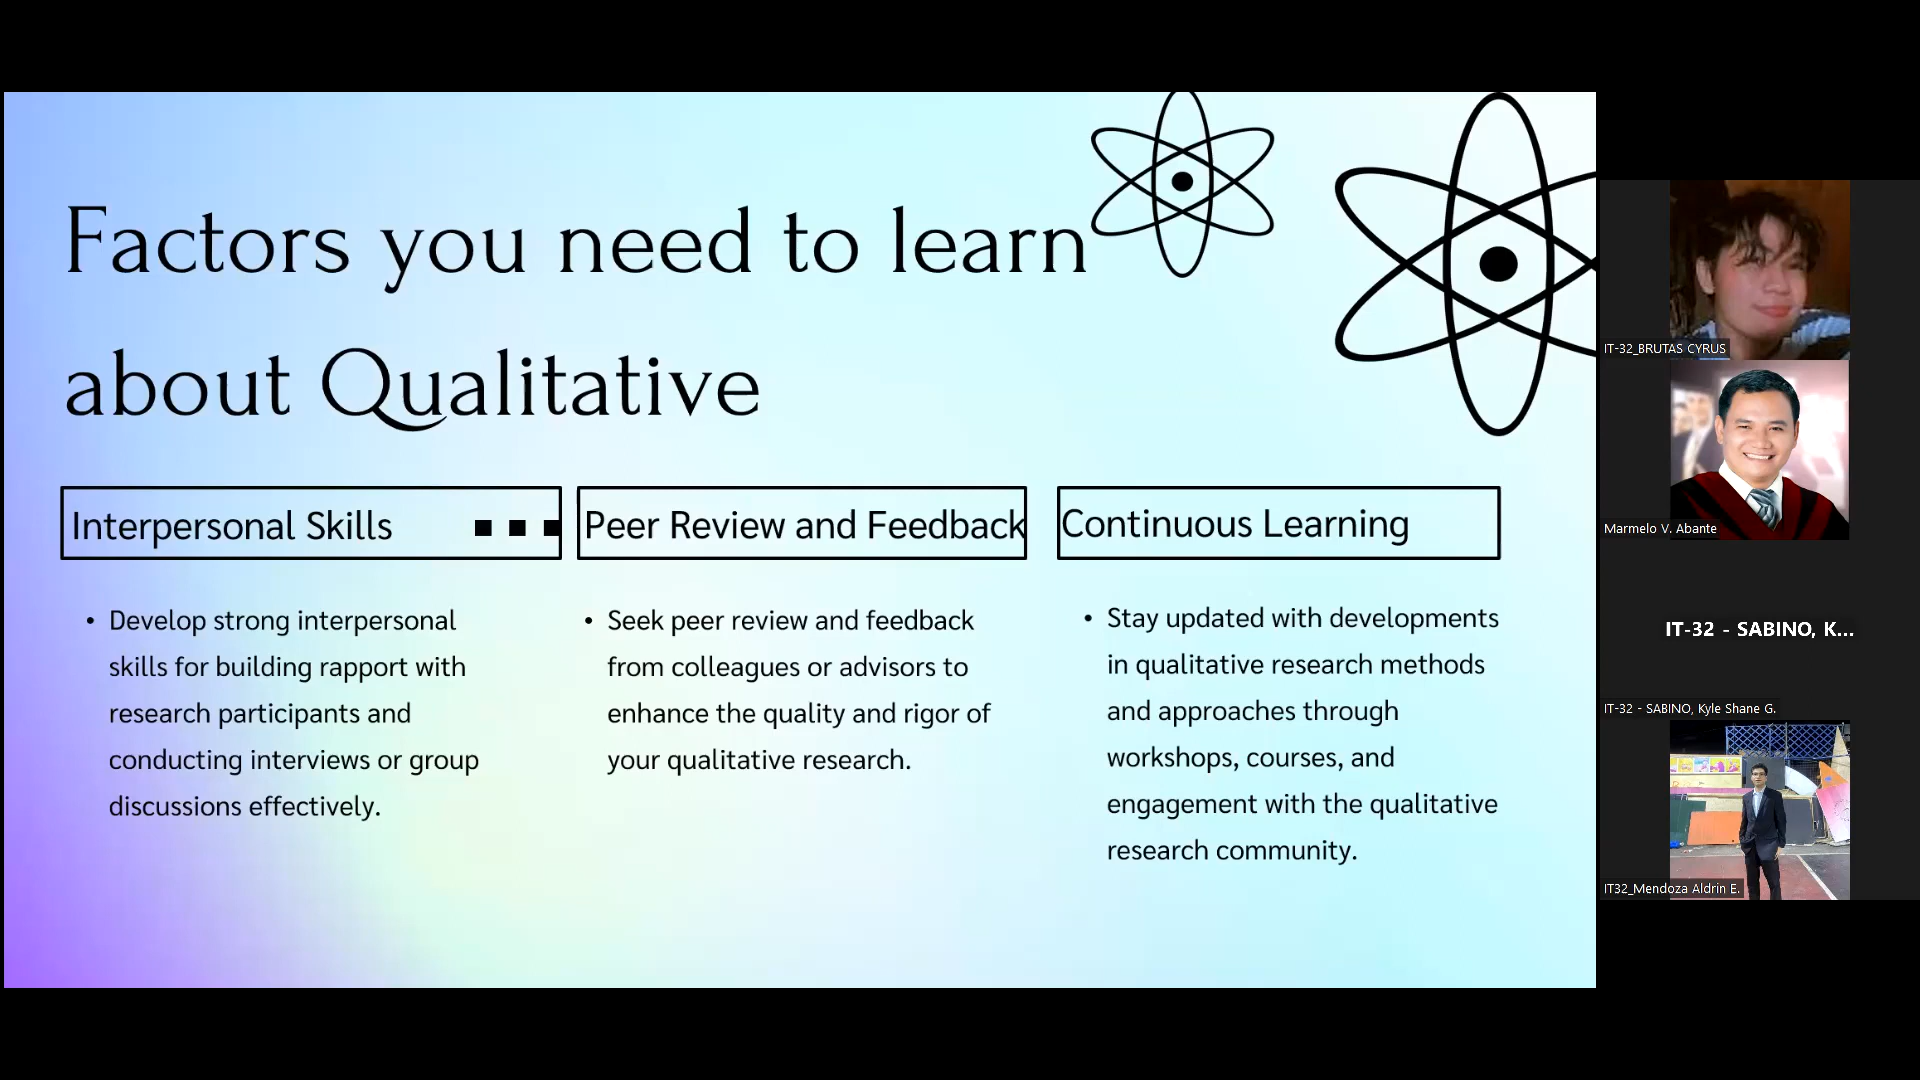 Factors you need to learn
about Qualitative
Interpersonal Skills
Peer Review and Feedback
Continuous Learning
• Develop strong interpersonal
skills for building rapport with
research participants and
conducting interviews or group
discussions effectively.
• Seek peer review and feedback
from colleagues or advisors to
enhance the quality and rigor of
your qualitative research.
• Stay updated with developments
in qualitative research methods
and approaches through
workshops, courses, and
engagement with the qualitative
research community.
IT-32_BRUTAS CYRUS
Marmelo V. Abante
IT-32 - SABINO, K...
IT-32 - SABINO, Kyle Shane G.
IT32_Mendoza Aldrin E.